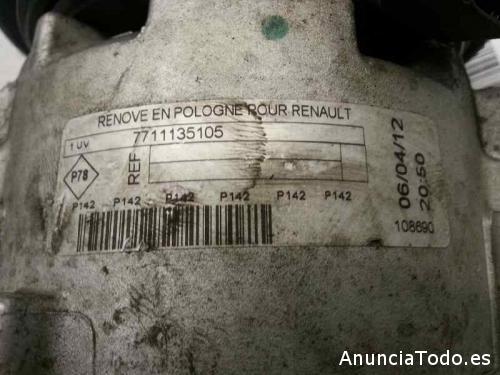 RENOVE EN POLOGNE POUR RENAULT
1 UV
7711135105
REF
P78
P142 P142 P142 P142 P142 P142
06/04/12
20:50
108690
AnunciaTodo.es